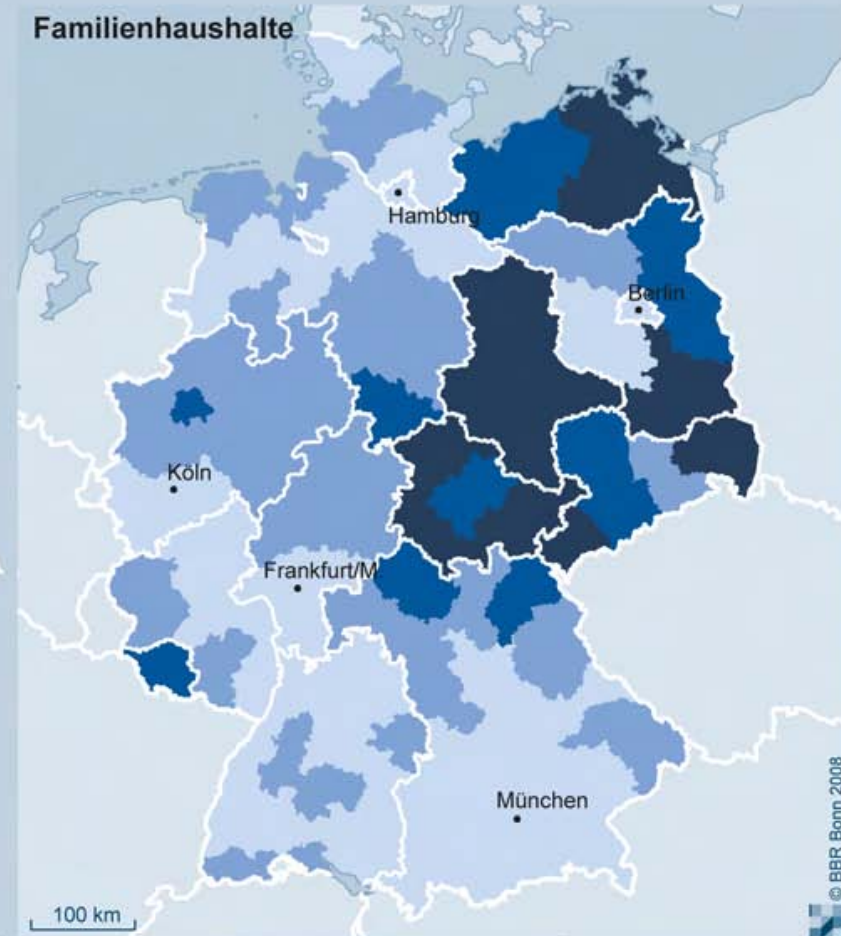 Familienhaushalte
Hamburg
Berlin
Köln
Frankfurt/M
München
100 km
© BBR Bonn 2008